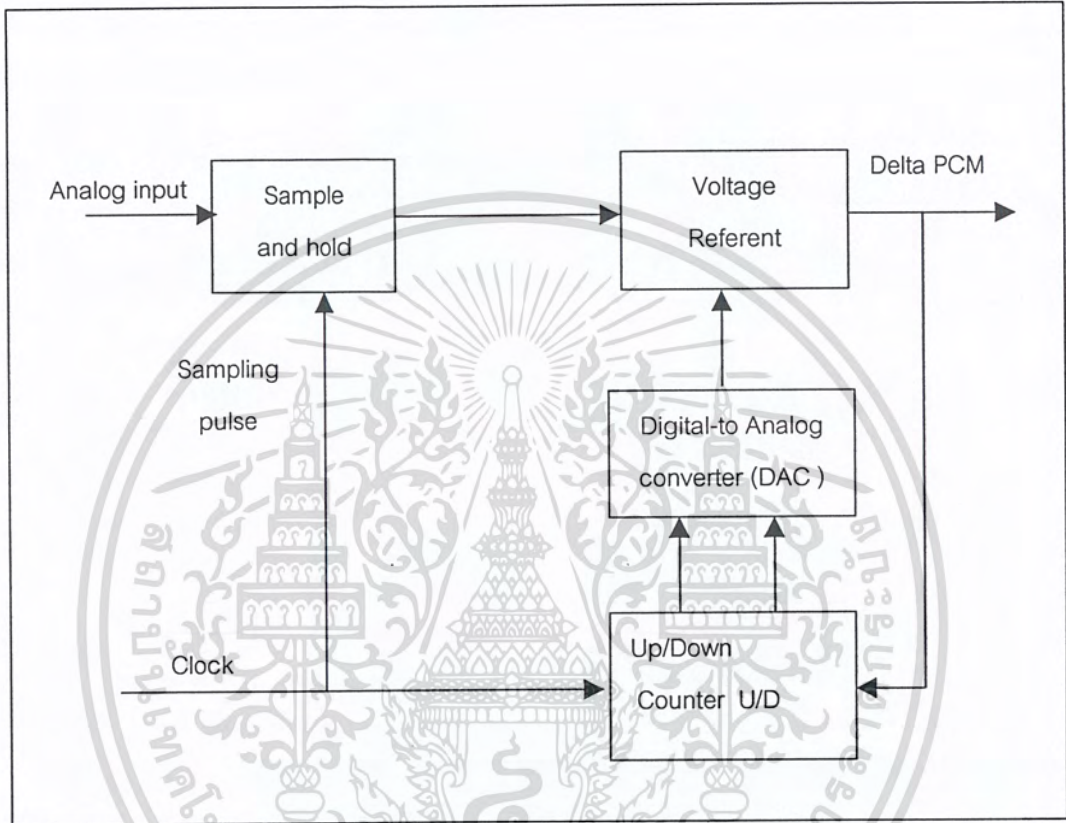 Analog input
Sample
and hold
Voltage
Referent
Delta PCM
Sampling
pulse
Digital-to Analog
converter (DAC )
Clock
Up/Down
Counter U/D